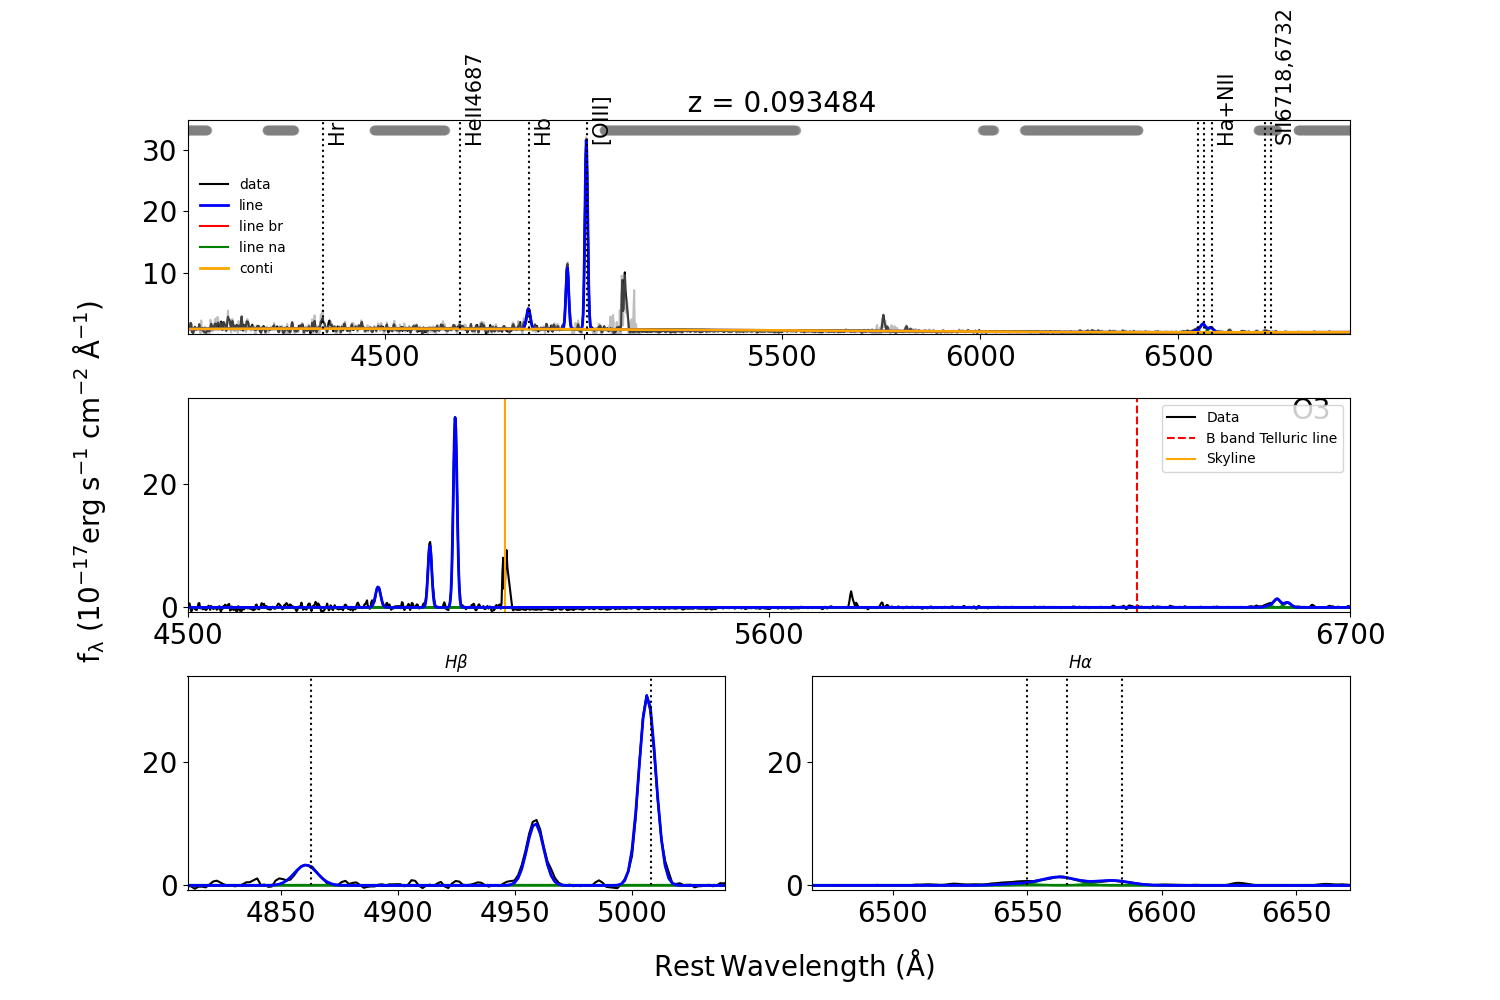 z = 0.093484
Hr
HeII4687
Hb
[OIII]
Ha+NII
SII6718,6732
30
20
10
data
line
line br
line na
conti
4500
5000
5500
6000
6500
fλ (10⁻¹⁷erg s⁻¹ cm⁻² Å⁻¹)
O3
Data
B band Telluric line
Skyline
20
0
4500
5600
6700
Hβ
20
0
4850
4900
4950
5000
Hα
20
0
6500
6550
6600
6650
Rest Wavelength (Å)